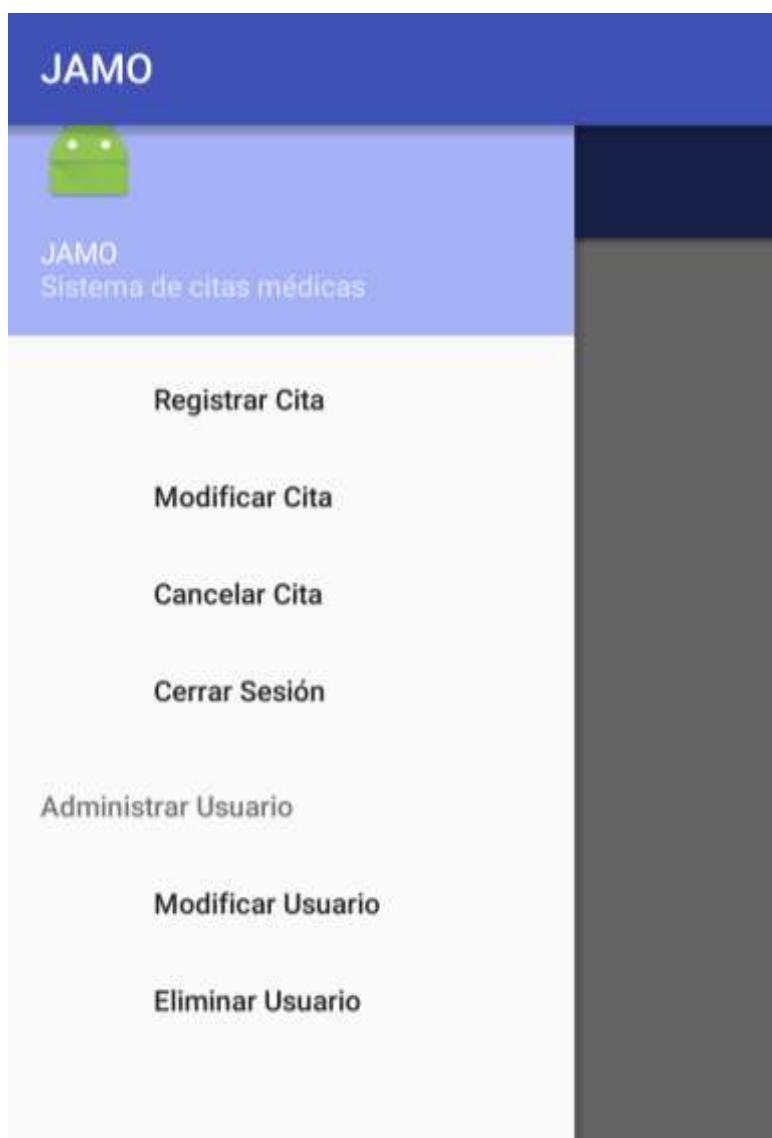 JAMO
JAMO
Sistema de citas médicas
Registrar Cita
Modificar Cita
Cancelar Cita
Cerrar Sesión
Administrar Usuario
Modificar Usuario
Eliminar Usuario